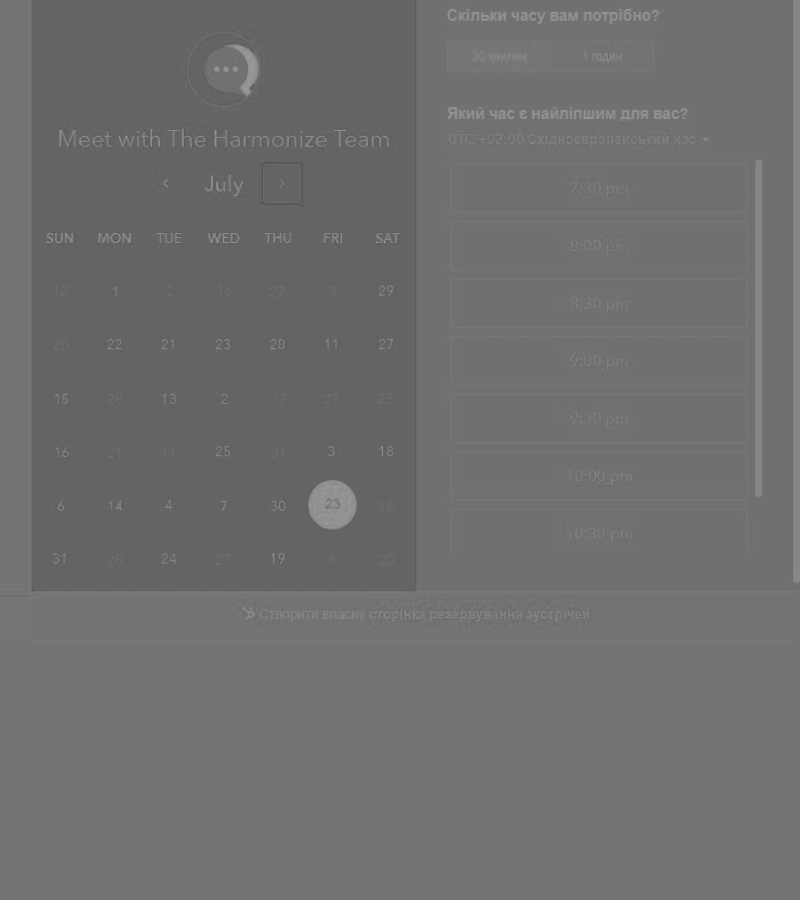 Meet with The Harmonize Team
July
SUN MON TUE WED THU FRI SAT
12 1 2 16 27 3 29
20 22 21 23 20 11 27
15 28 13 2 17 27 25
16 21 11 25 31 3 18
6 14 4 7 30 23 18
31 28 24 27 19 6 20
Скільки часу вам потрібно?
30 хвилин 1 годин
Який час є найліпшим для вас?
UTC +03:00 Східноєвропейський час
7:30 pm
8:00 pm
8:30 pm
9:00 pm
9:30 pm
10:00 pm
10:30 pm
Створити власну сторінка резервування зустрічей